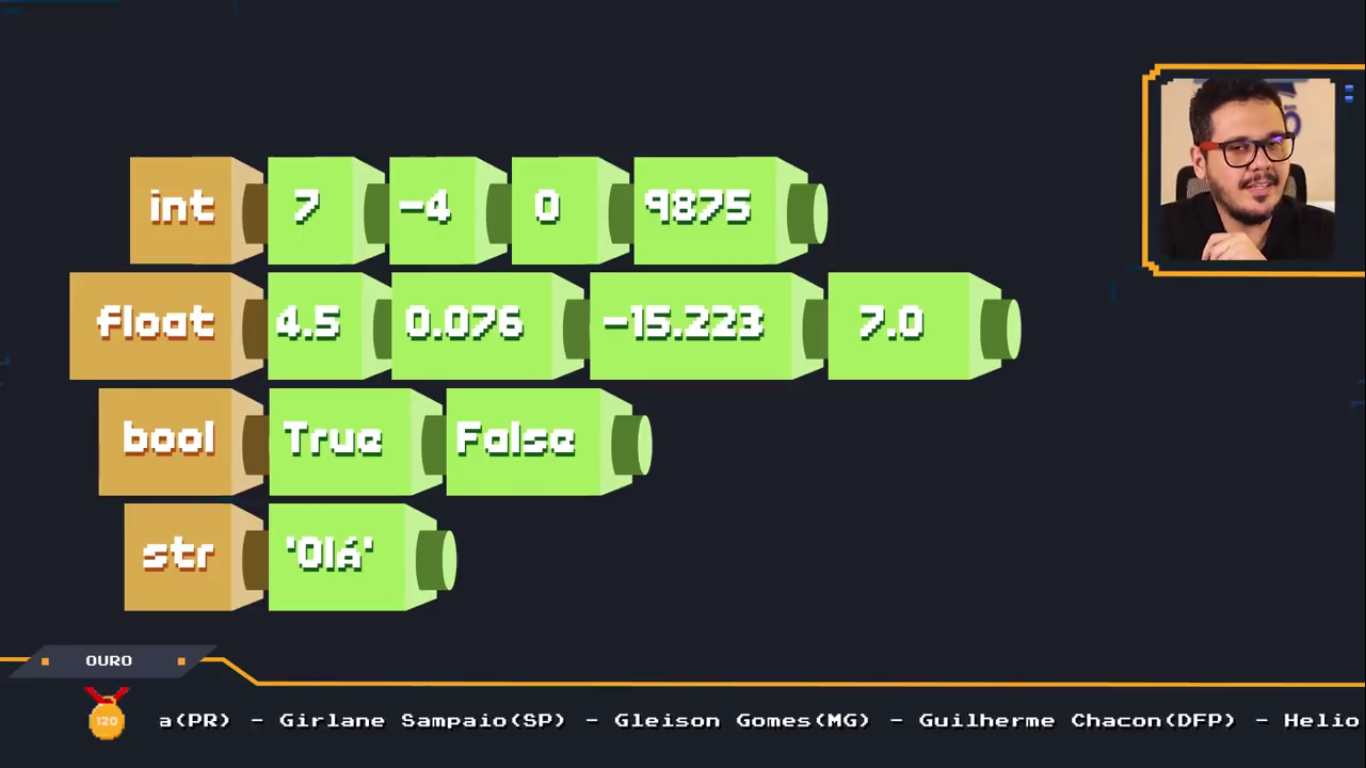 int 7 -4 0 9875
float 4.5 0.076 -15.223 7.0
bool True False
str 'Olá'
OURO
120
a(PR) - Girlane Sampaio(SP) - Gleison Gomes(MG) - Guilherme Chacon(DFP) - Helio